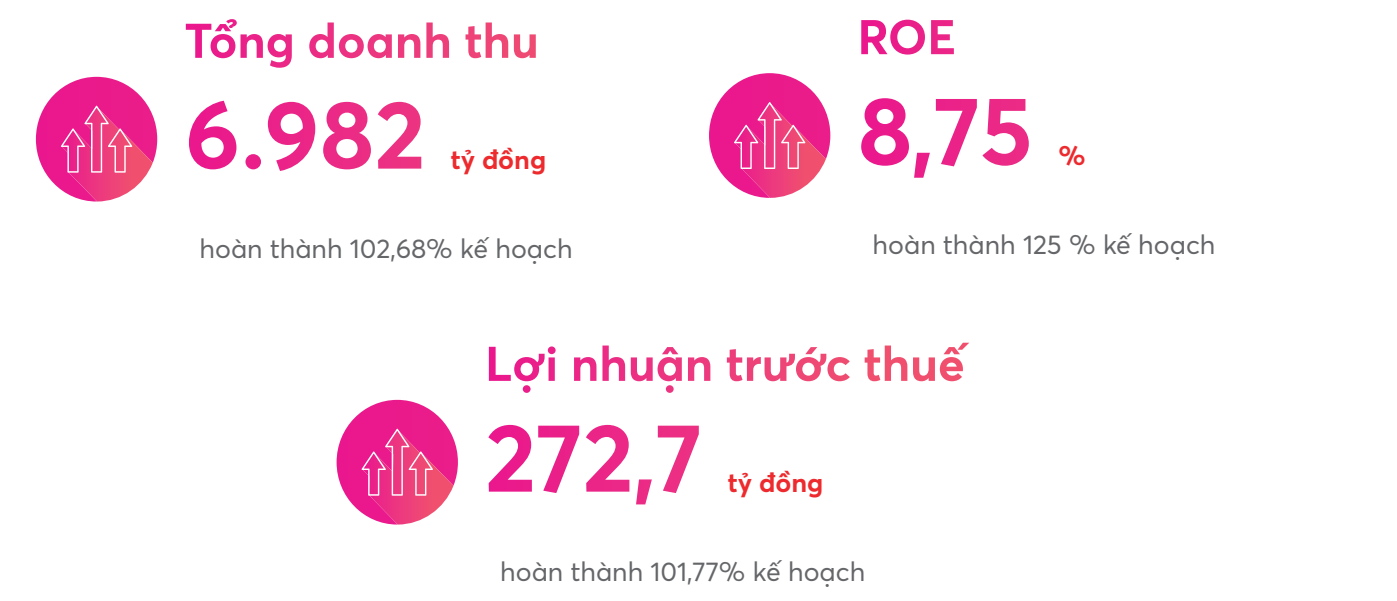 Tổng doanh thu
6.982 tỷ đồng
hoàn thành 102,68% kế hoạch
ROE
8,75 %
hoàn thành 125 % kế hoạch
Lợi nhuận trước thuế
272,7 tỷ đồng
hoàn thành 101,77% kế hoạch